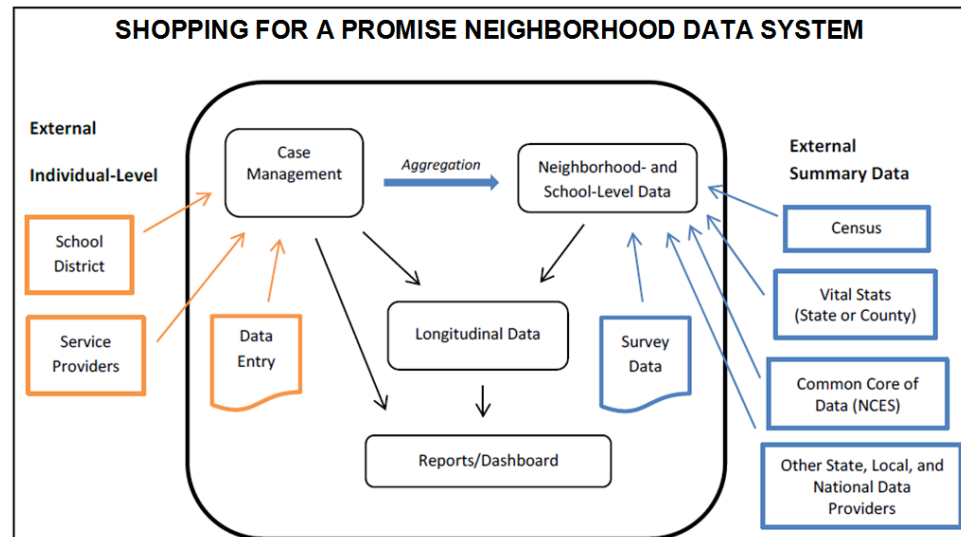 SHOPPING FOR A PROMISE NEIGHBORHOOD DATA SYSTEM
External
Individual-Level
School
District
Service
Providers
Case
Management
Data
Entry
Aggregation
Neighborhood- and
School-Level Data
Longitudinal Data
Survey
Data
Reports/Dashboard
External
Summary Data
Census
Vital Stats
(State or County)
Common Core of
Data (NCES)
Other State, Local, and
National Data
Providers